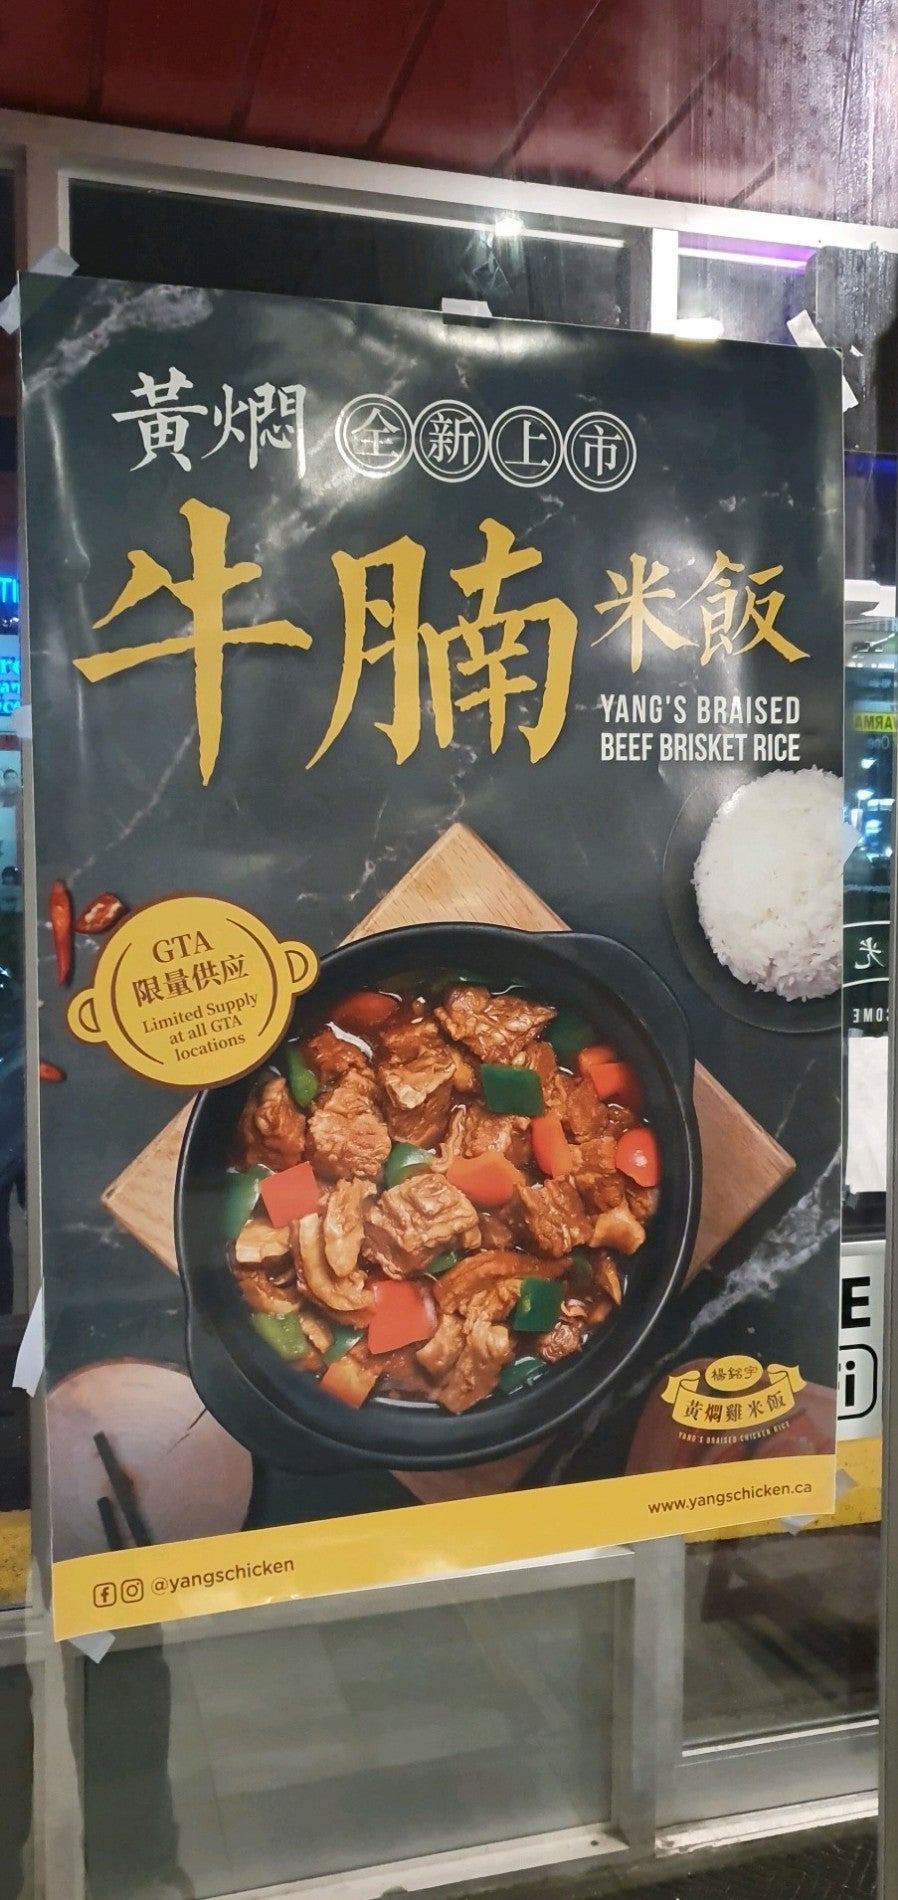 黃燜 全新上市
牛腩米飯
YANG'S BRAISED
BEEF BRISKET RICE
GTA
限量供应
Limited Supply
at all GTA
locations
楊銘宇
黃燜雞米飯
YANG'S BRAISED CHICKEN RICE
www.yangschicken.ca
@yangschicken